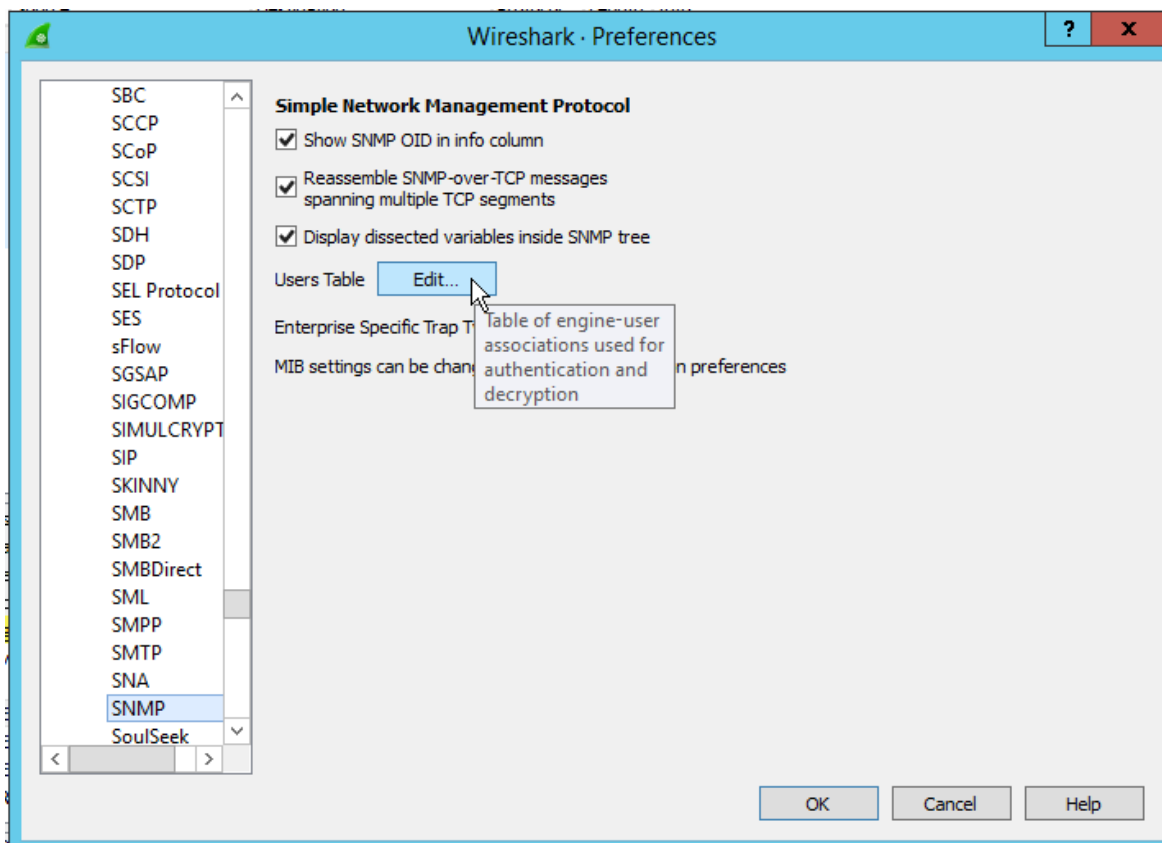 Wireshark · Preferences
?
x
SBC
SCCP
SCoP
SCSI
SCTP
SDH
SDP
SEL Protocol
SES
sFlow
SGSAP
SIGCOMP
SIMULCRYPT
SIP
SKINNY
SMB
SMB2
SMBDirect
SML
SMPP
SMTP
SNA
SNMP
SoulSeek
Simple Network Management Protocol
Show SNMP OID in info column
Reassemble SNMP-over-TCP messages
spanning multiple TCP segments
Display dissected variables inside SNMP tree
Users Table Edit...
Enterprise Specific Trap T
MIB settings can be chang n preferences
Table of engine-user
associations used for
authentication and
decryption
OK Cancel Help